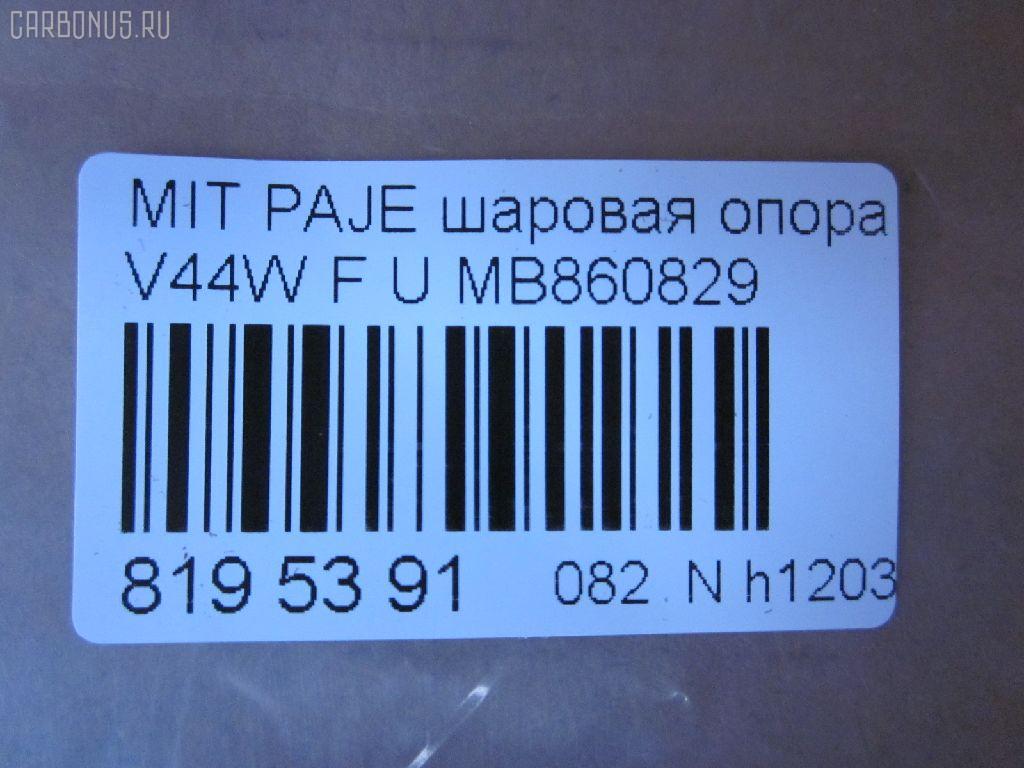 CARBONUS.RU
MIT PAJE шаровая опора
V44W F U MB860829
819 53 91 082 N h1203